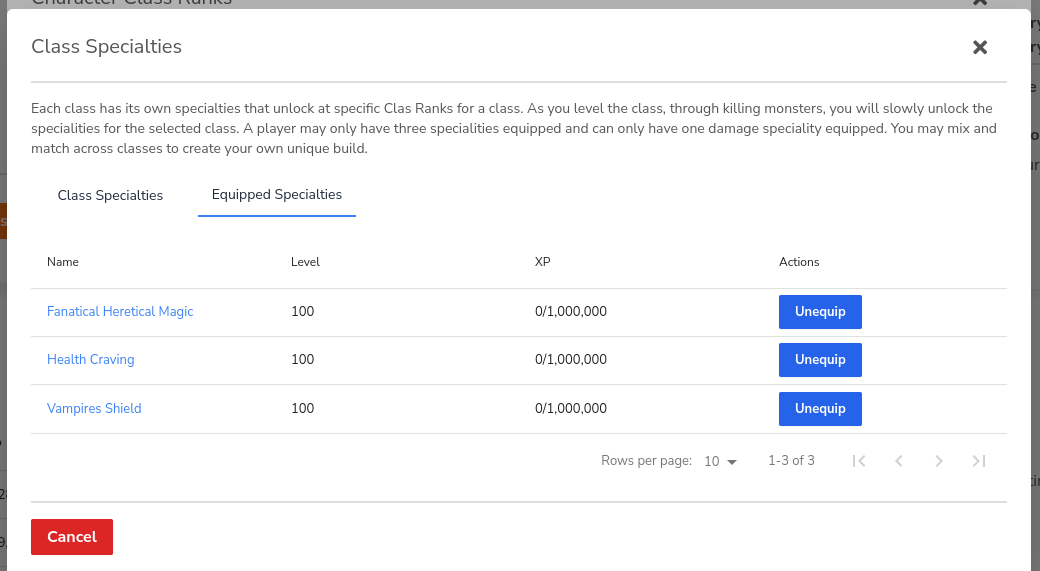 Character Class Ranks
Class Specialties
Each class has its own specialties that unlock at specific Clas Ranks for a class. As you level the class, through killing monsters, you will slowly unlock the
specialities for the selected class. A player may only have three specialities equipped and can only have one damage speciality equipped. You may mix and
match across classes to create your own unique build.
Class Specialties Equipped Specialties
Name Level XP Actions
Fanatical Heretical Magic 100 0/1,000,000 Unequip
Health Craving 100 0/1,000,000 Unequip
Vampires Shield 100 0/1,000,000 Unequip
Rows per page: 10 1-3 of 3
Cancel